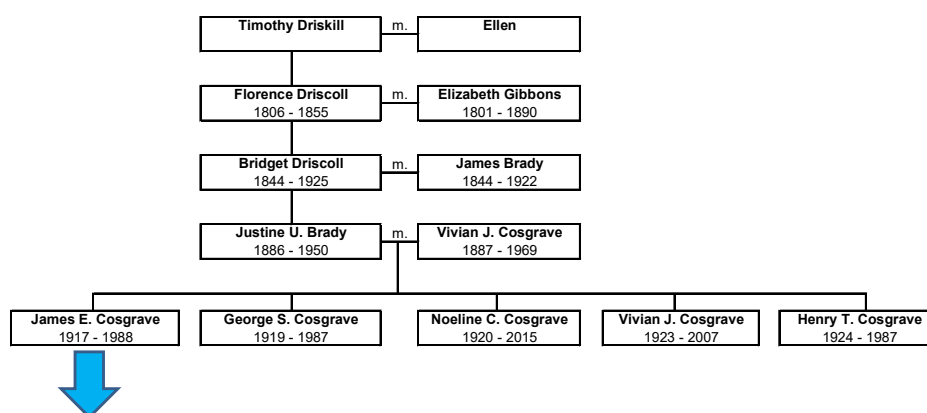 Timothy Driskill m. Ellen
Florence Driscoll m. Elizabeth Gibbons
1806 - 1855 1801 - 1890
Bridget Driscoll m. James Brady
1844 - 1925 1844 - 1922
Justine U. Brady m. Vivian J. Cosgrave
1886 - 1950 1887 - 1969
James E. Cosgrave George S. Cosgrave Noeline C. Cosgrave Vivian J. Cosgrave Henry T. Cosgrave
1917 - 1988 1919 - 1987 1920 - 2015 1923 - 2007 1924 - 1987